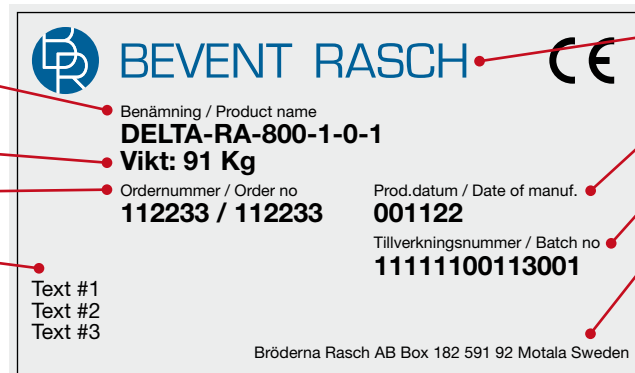 BR BEVENT RASCH CE
Benämning / Product name
DELTA-RA-800-1-0-1
Vikt: 91 Kg
Ordernummer / Order no
112233 / 112233
Prod.datum / Date of manuf.
001122
Tillverkningsnummer / Batch no
11111100113001
Text #1
Text #2
Text #3
Bröderna Rasch AB Box 182 591 92 Motala Sweden